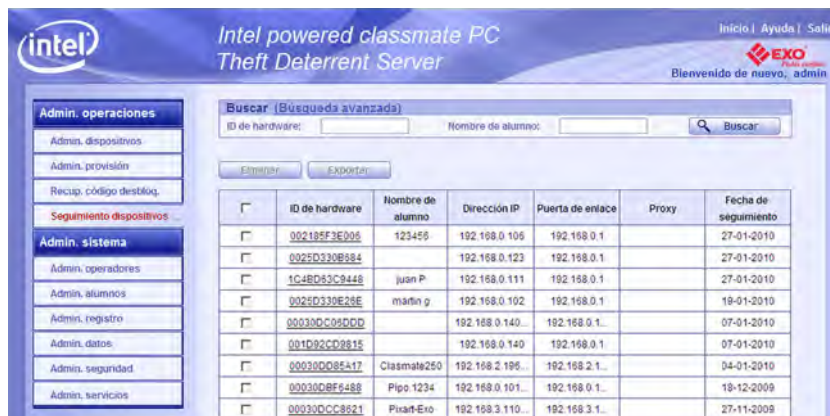 intel
Intel powered classmate PC
Theft Deterrent Server
Inicio | Ayuda | Sali
EXO
Bienvenido de nuevo, admin
Admin. operaciones
Admin. dispositivos
Admin. provisión
Recup. código desbloq.
Seguimiento dispositivos
Admin. sistema
Admin. operadores
Admin. alumnos
Admin. registro
Admin. datos
Admin. seguridad
Admin. servicios
Buscar (Búsqueda avanzada)
ID de hardware: Nombre de alumno: Buscar
Eliminar Exportar
ID de hardware Nombre de alumno Dirección IP Puerta de enlace Proxy Fecha de seguimiento
002185F3E006 123456 192.168.0.106 192.168.0.1 27-01-2010
0025D330B684 192.168.0.123 192.168.0.1 27-01-2010
1C4BD63C9448 juan P 192.168.0.111 192.168.0.1 27-01-2010
0025D330E26E martin g 192.168.0.102 192.168.0.1 19-01-2010
00030DC06DDD 192.168.0.140... 192.168.0.1... 07-01-2010
001D92CD9815 192.168.0.140 192.168.0.1 07-01-2010
00030DD85A17 Clasmate250 192.168.2.196... 192.168.2.1... 04-01-2010
00030DBF6488 Pipo 1234 192.168.0.101... 192.168.0.1... 18-12-2009
00030DCC8621 Pixart-Exo 192.168.3.110... 192.168.3.1... 27-11-2009